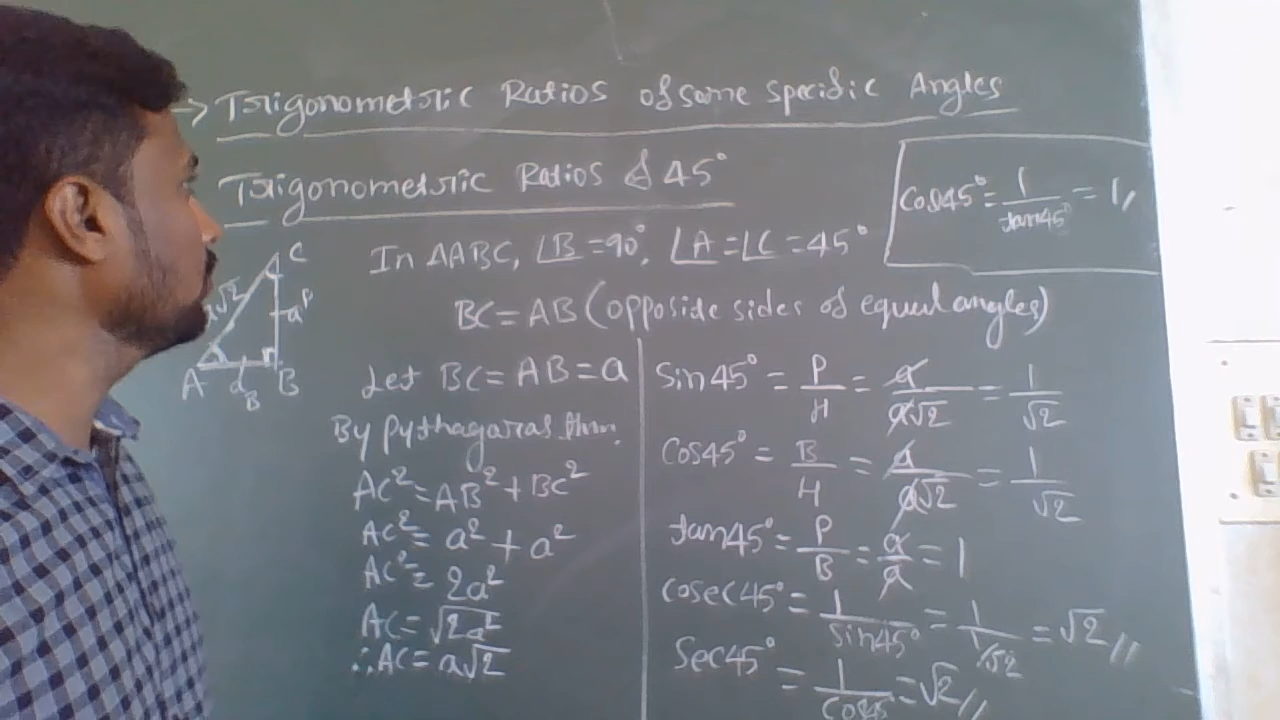 → Trigonometric Ratios of some specific Angles
Trigonometric Ratios of 45°
Cos45° = 1/tan45° = 1,,
In ΔABC, ∠B = 90°, ∠A = ∠C = 45°
BC = AB (opposide sides of equal angles)
C
√2
P
a
A
a
B
B
Let BC = AB = a
By Pythagarias thm.
AC² = AB² + BC²
AC² = a² + a²
AC² = 2a²
AC = √2a²
∴ AC = a√2
Sin45° = P/H = a/a√2 = 1/√2
Cos45° = B/H = a/a√2 = 1/√2
tan45° = P/B = a/a = 1
Cosec45° = 1/Sin45° = 1/1/√2 = √2 //
Sec45° = 1/Cos45 = √2 //